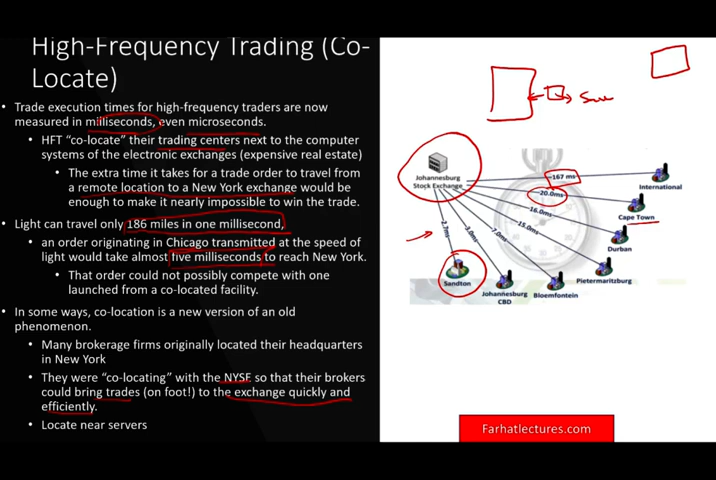 High-Frequency Trading (Co-
Locate)
Trade execution times for high-frequency traders are now
measured in milliseconds, even microseconds.
HFT "co-locate" their trading centers next to the computer
systems of the electronic exchanges (expensive real estate)
The extra time it takes for a trade order to travel from
a remote location to a New York exchange would be
enough to make it nearly impossible to win the trade.
Light can travel only 186 miles in one millisecond,
an order originating in Chicago transmitted at the speed of
light would take almost five milliseconds to reach New York.
That order could not possibly compete with one
launched from a co-located facility.
In some ways, co-location is a new version of an old
phenomenon.
Many brokerage firms originally located their headquarters
in New York
They were "co-locating" with the NYSE so that their brokers
could bring trades (on foot!) to the exchange quickly and
efficiently.
Locate near servers
Johannesburg
Stock Exchange
~167 ms
20.0ms
16.0ms
15.0ms
7.0ms
3.0ms
International
Cape Town
Durban
Pietermaritzburg
Bloemfontein
Johannesburg
CBD
Sandton
Farhatlectures.com